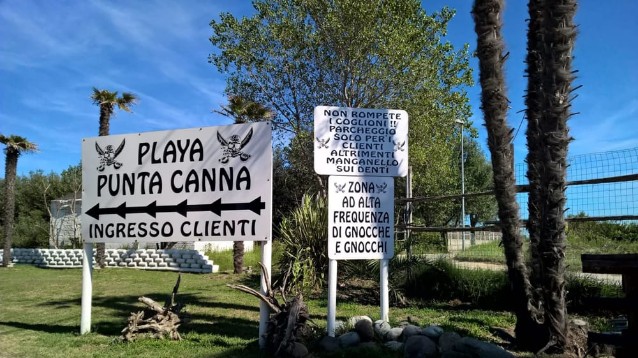 PLAYA
PUNTA CANNA
INGRESSO CLIENTI
NON ROMPETE
I COGLIONI !!
PARCHEGGIO
SOLO PER I
CLIENTI
ALTRIMENTI
MANGANELLO
SUI DENTI
ZONA
AD ALTA
FREQUENZA
DI GNOCCHE
E GNOCCHI